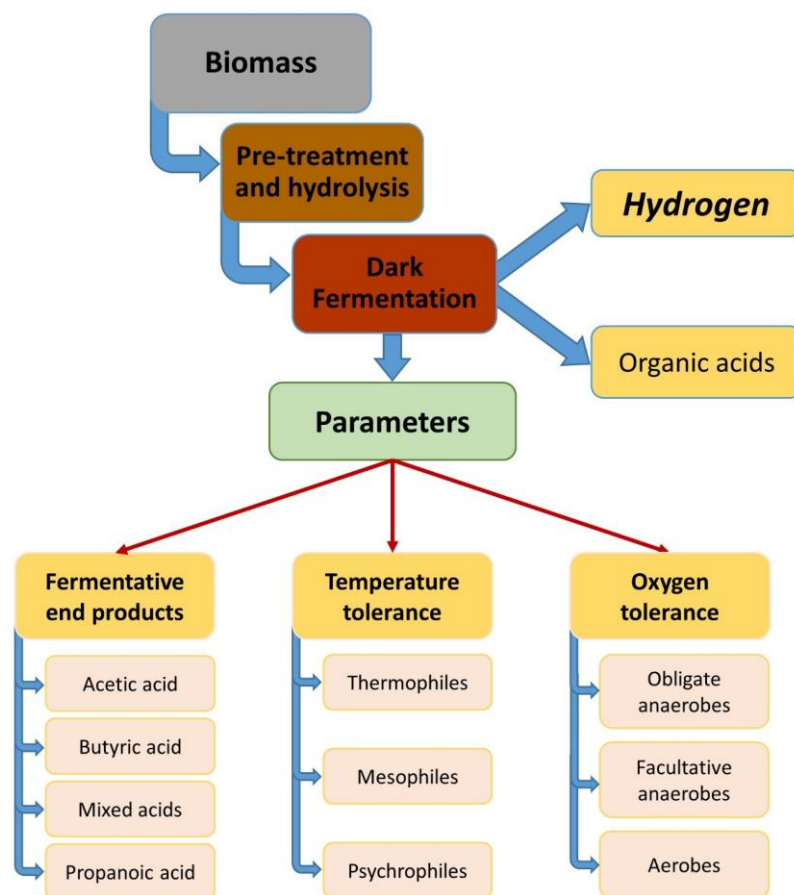 Biomass
Pre-treatment
and hydrolysis
Hydrogen
Dark
Fermentation
Organic acids
Parameters
Fermentative
end products
Acetic acid
Butyric acid
Mixed acids
Propanoic acid
Temperature
tolerance
Thermophiles
Mesophiles
Psychrophiles
Oxygen
tolerance
Obligate
anaerobes
Facultative
anaerobes
Aerobes